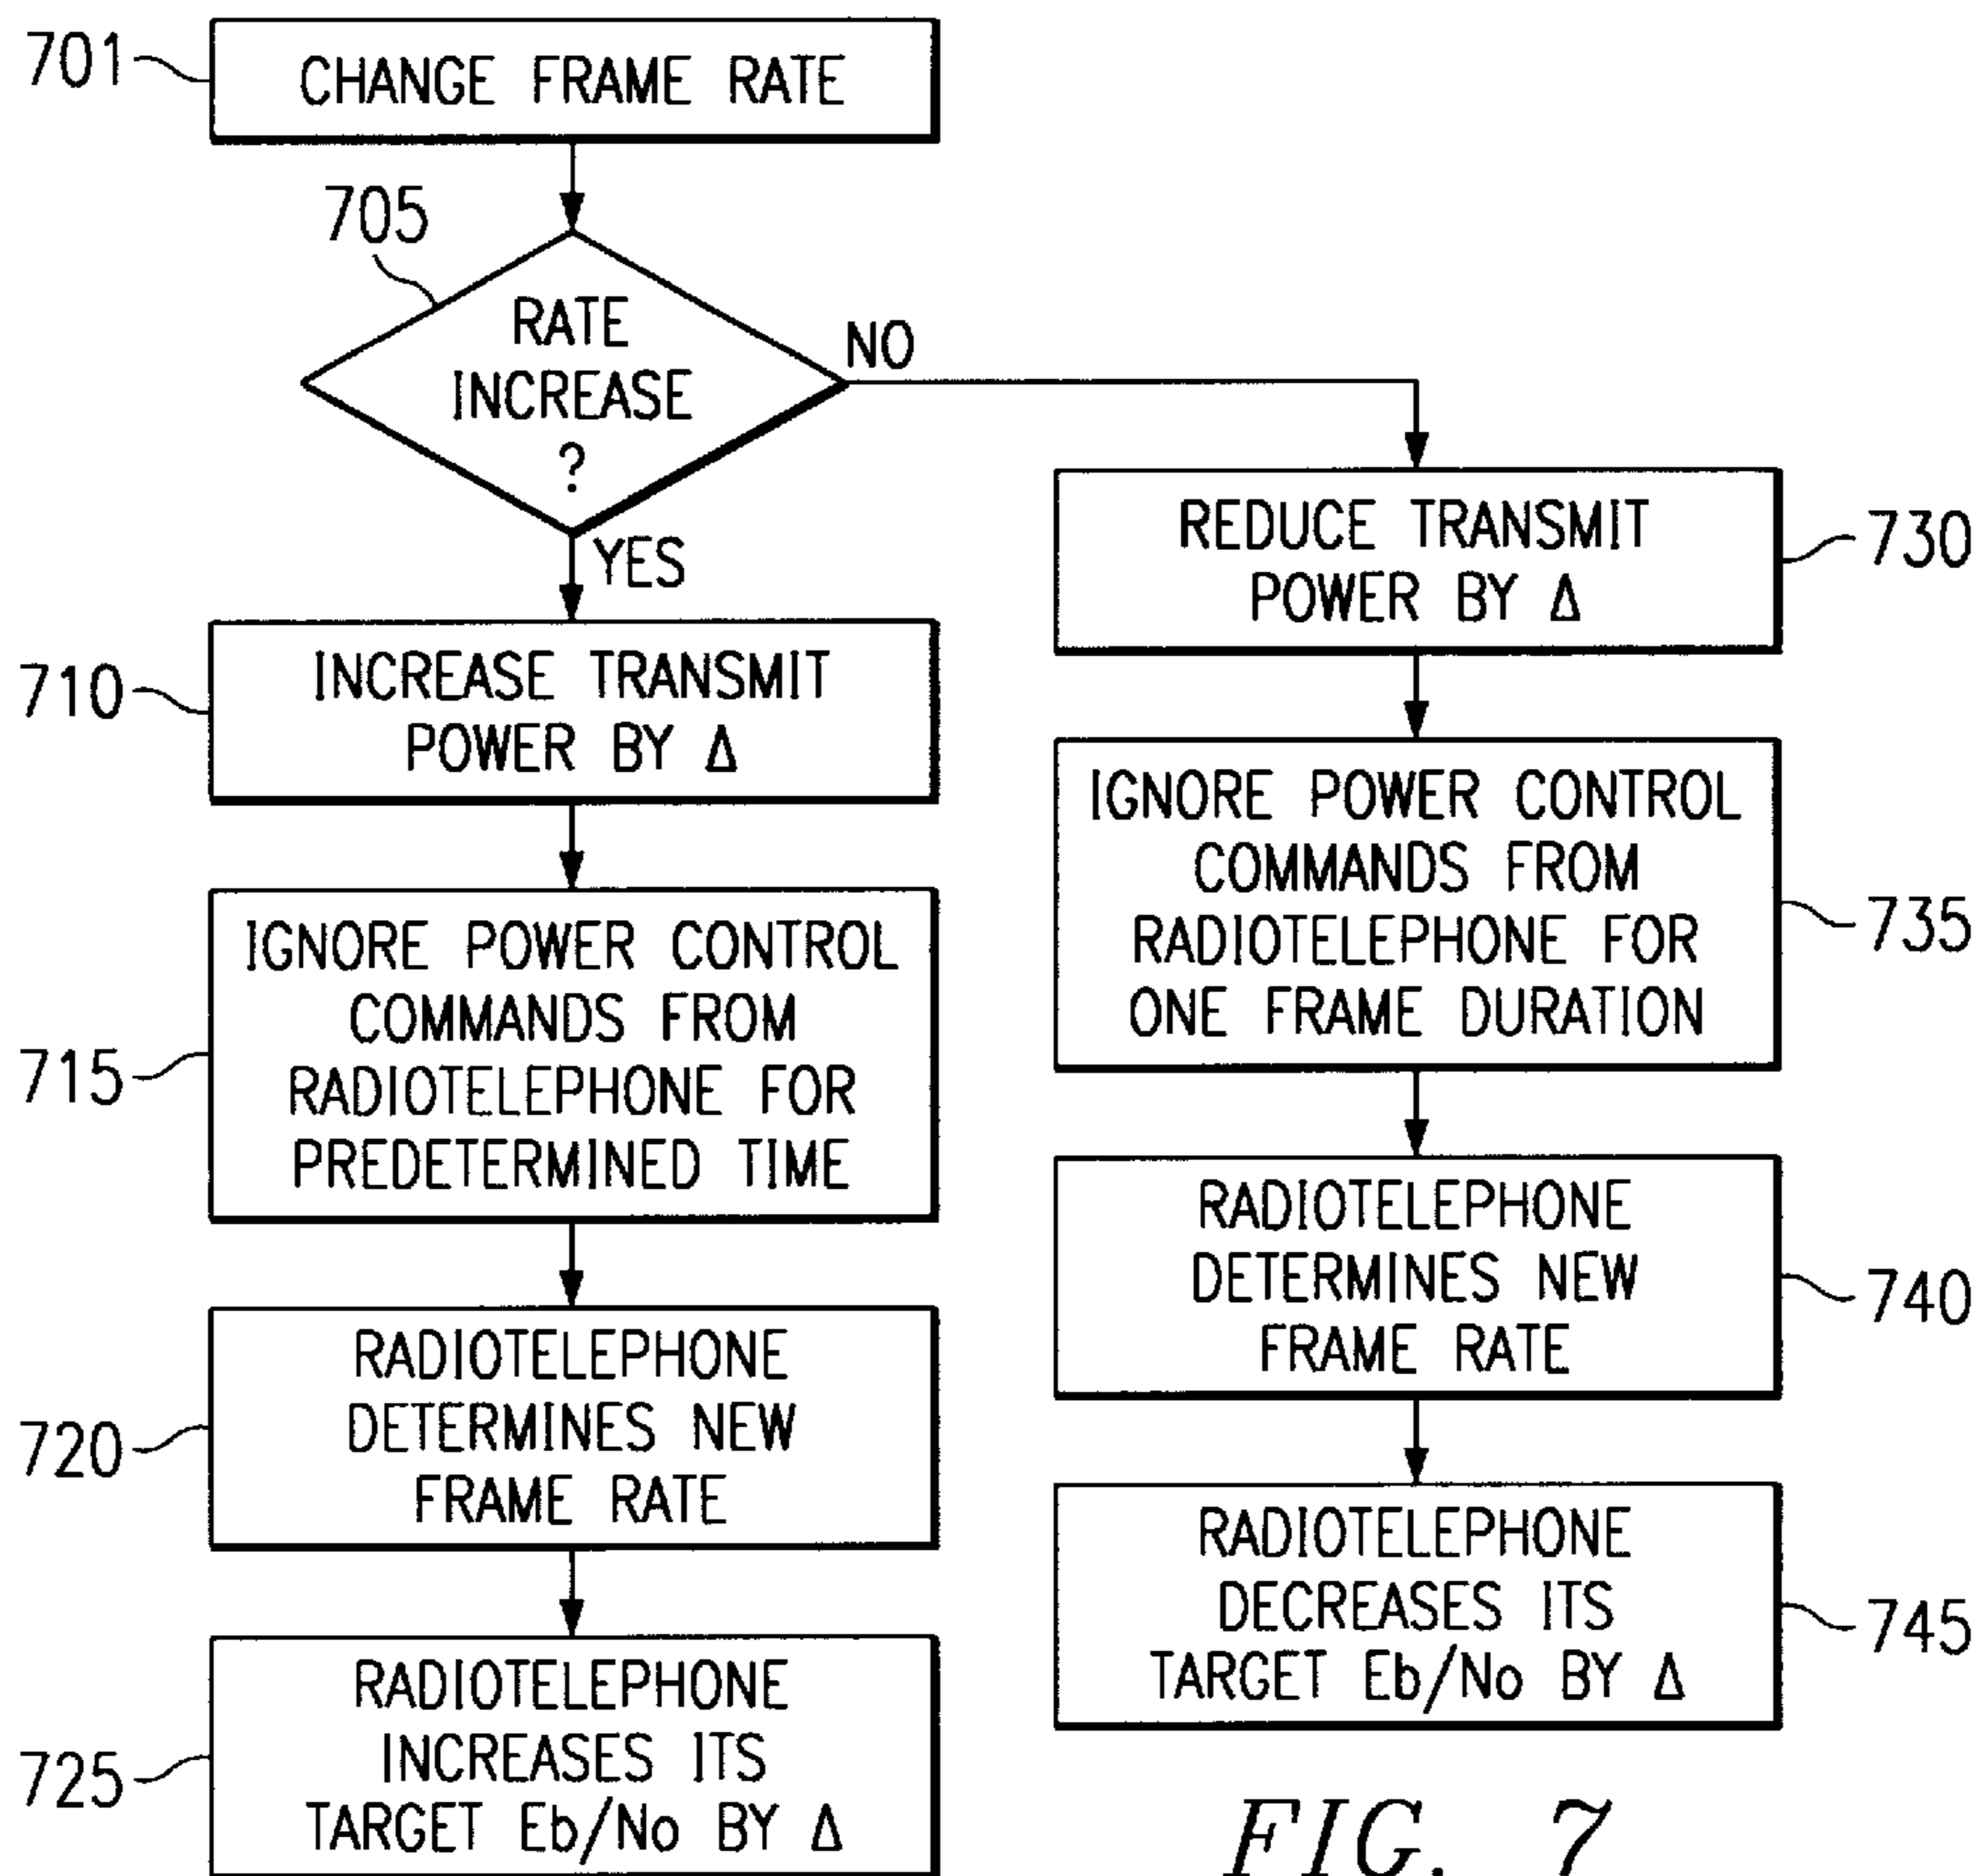 701
CHANGE FRAME RATE
705
RATE
INCREASE
?
NO
YES
710
INCREASE TRANSMIT
POWER BY Δ
715
IGNORE POWER CONTROL
COMMANDS FROM
RADIOTELEPHONE FOR
PREDETERMINED TIME
720
RADIOTELEPHONE
DETERMINES NEW
FRAME RATE
725
RADIOTELEPHONE
INCREASES ITS
TARGET Eb/No BY Δ
REDUCE TRANSMIT
POWER BY Δ
730
IGNORE POWER CONTROL
COMMANDS FROM
RADIOTELEPHONE FOR
ONE FRAME DURATION
735
RADIOTELEPHONE
DETERMINES NEW
FRAME RATE
740
RADIOTELEPHONE
DECREASES ITS
TARGET Eb/No BY Δ
745
FIG. 7